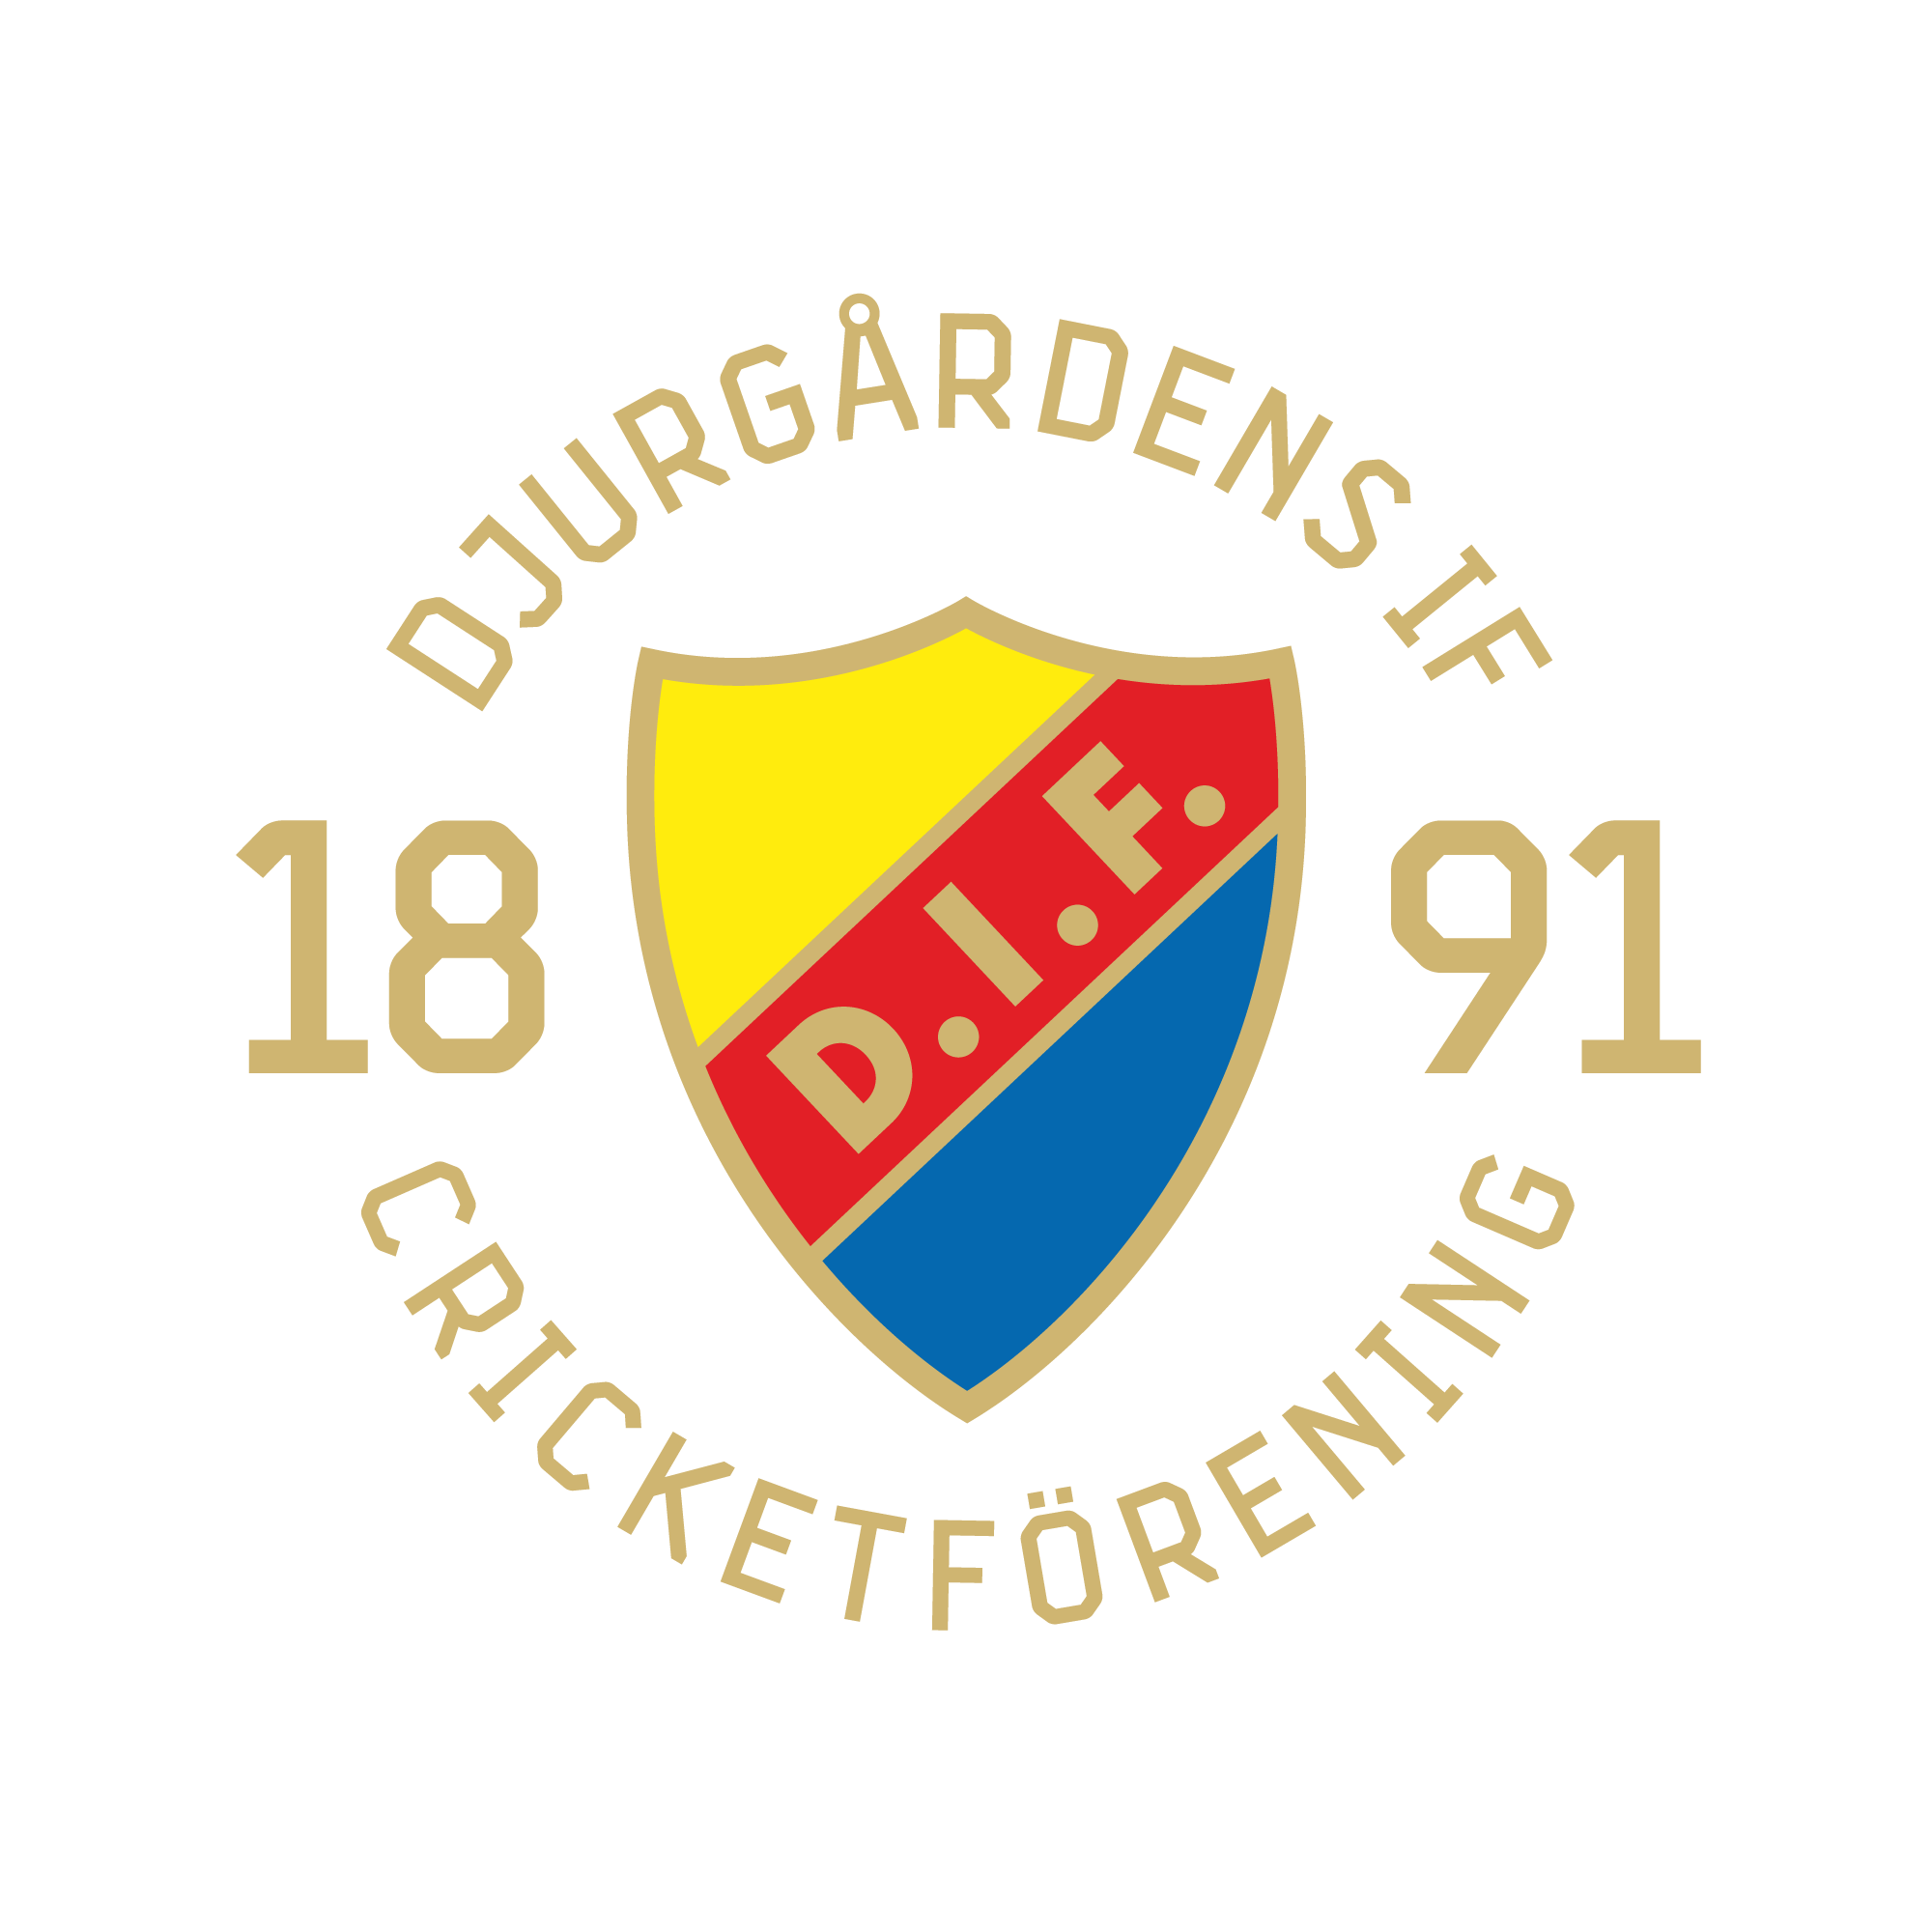 DJURGÅRDENS IF
18 91
D.I.F.
CRICKETFÖRENING